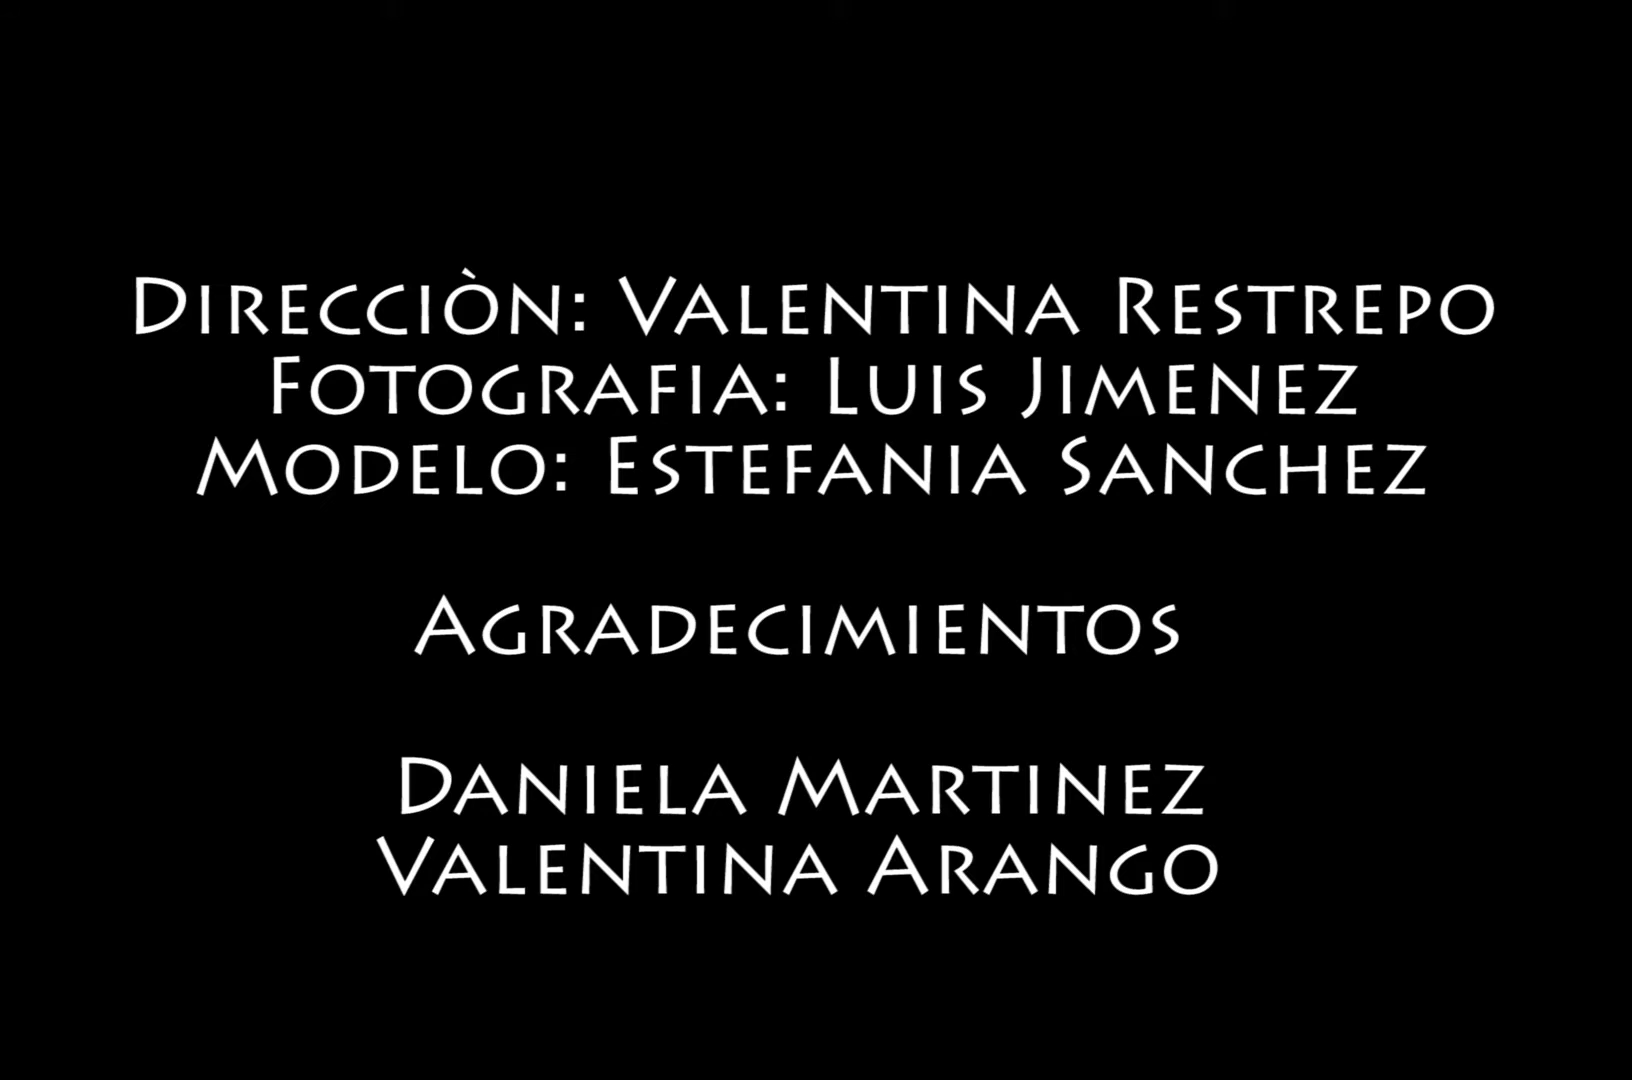 Direcciòn: Valentina Restrepo
Fotografia: Luis Jimenez
Modelo: Estefania Sanchez
Agradecimientos
Daniela Martinez
Valentina Arango